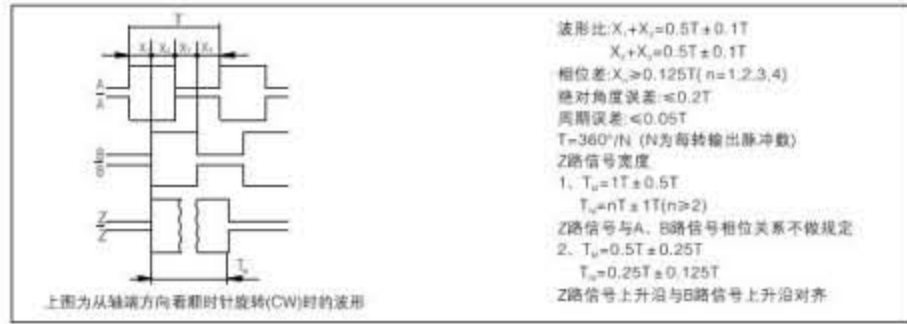 T
X₁ X₂ X₃ X₄
A
A
B
B
Z
Z
Tᵤ
上图为从轴端方向看顺时针旋转(CW)时的波形
波形比:X₁+X₂=0.5T±0.1T
X₃+X₄=0.5T±0.1T
相位差:Xₙ≥0.125T( n=1,2,3,4)
绝对角度误差:≤0.2T
周期误差:≤0.05T
T=360°/N (N为每转输出脉冲数)
Z路信号宽度
1、Tᵤ=1T±0.5T
Tᵤ=nT±1T(n≥2)
Z路信号与A、B路信号相位关系不做规定
2、Tᵤ=0.5T±0.25T
Tᵤ=0.25T±0.125T
Z路信号上升沿与B路信号上升沿对齐